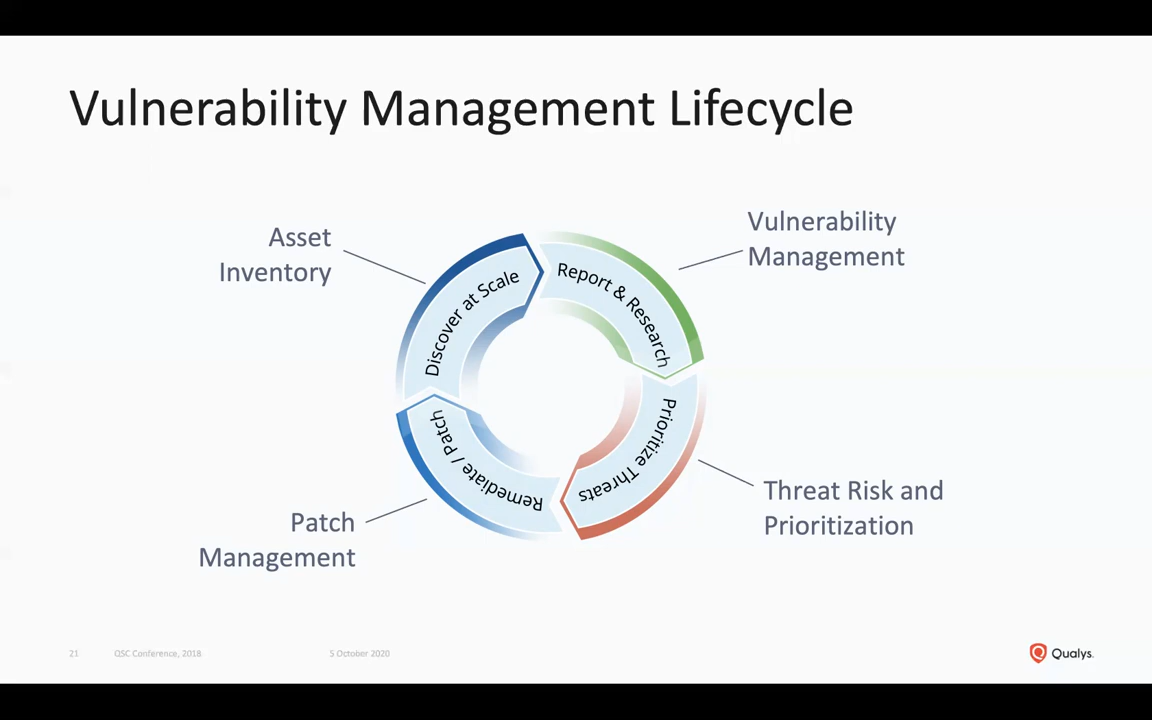 Vulnerability Management Lifecycle
Asset
Inventory
Vulnerability
Management
Discover at Scale
Report & Research
Prioritize Threats
Remediate / Patch
Threat Risk and
Prioritization
Patch
Management
21
QSC Conference, 2018
5 October 2020
Qualys.